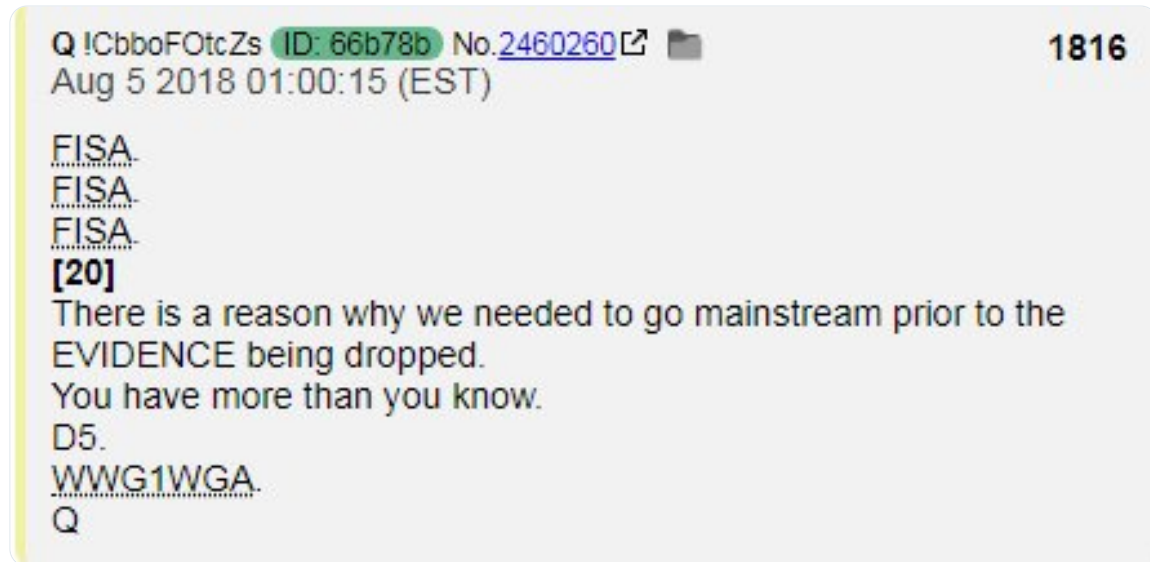 Q !CbboFOtcZs ID: 66b78b No.2460260 1816
Aug 5 2018 01:00:15 (EST)
FISA.
FISA.
FISA.
[20]
There is a reason why we needed to go mainstream prior to the
EVIDENCE being dropped.
You have more than you know.
D5.
WWG1WGA.
Q